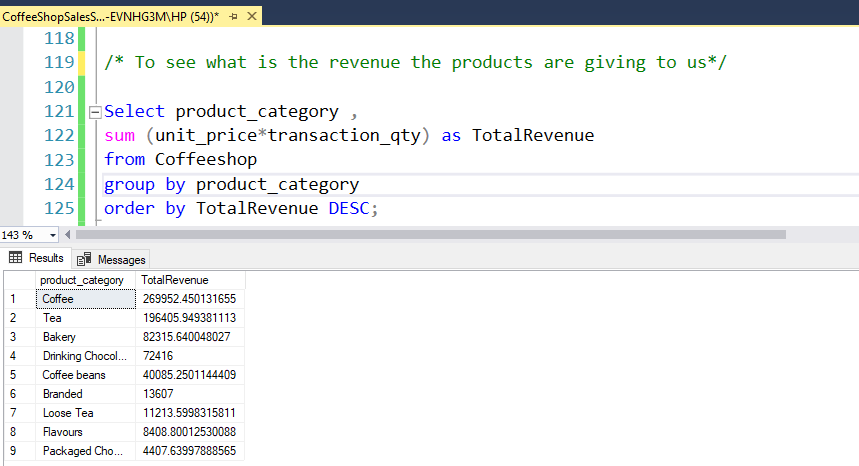 CoffeeShopSalesS...-EVNHG3M\HP (54))*
118
119 /* To see what is the revenue the products are giving to us*/
120
121 Select product_category ,
122 sum (unit_price*transaction_qty) as TotalRevenue
123 from Coffeeshop
124 group by product_category
125 order by TotalRevenue DESC;
143 %
Results Messages
product_category TotalRevenue
1 Coffee 269952.450131655
2 Tea 196405.949381113
3 Bakery 82315.640048027
4 Drinking Chocol... 72416
5 Coffee beans 40085.2501144409
6 Branded 13607
7 Loose Tea 11213.5998315811
8 Flavours 8408.80012530088
9 Packaged Cho... 4407.63997888565